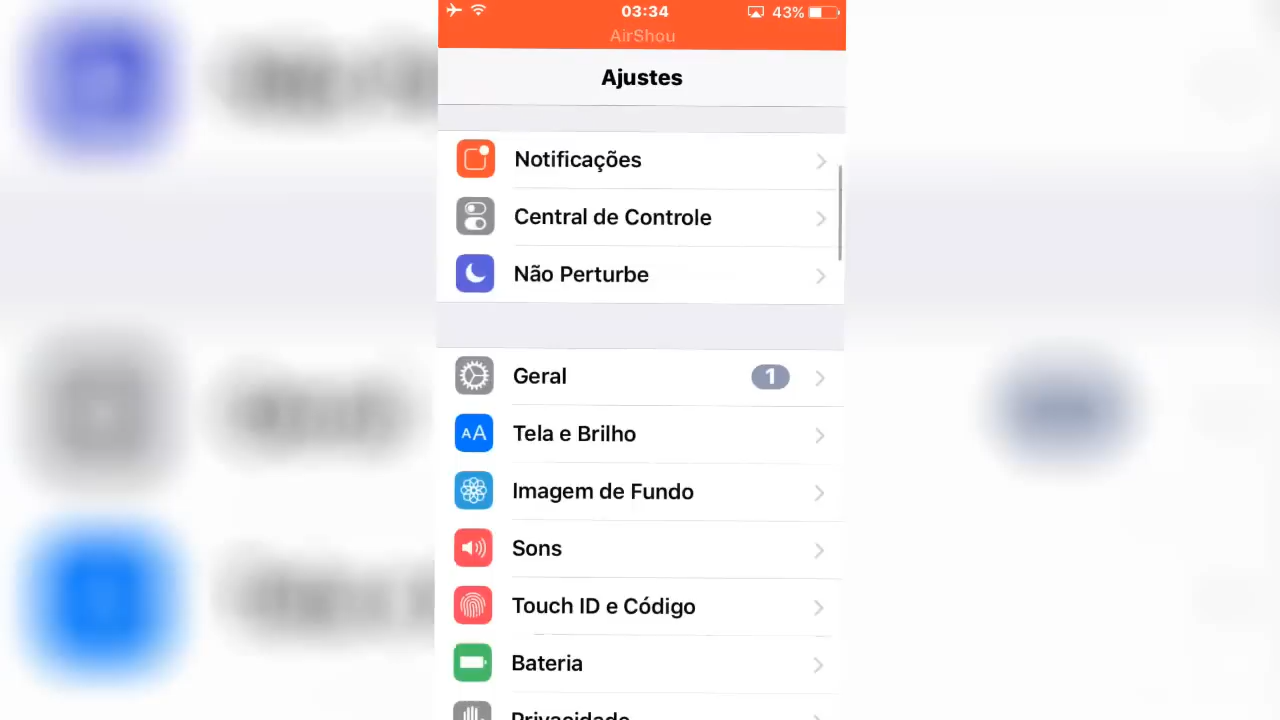 03:34
43%
AirShou
Ajustes
Notificações
Central de Controle
Não Perturbe
Geral 1
Tela e Brilho
AA
Imagem de Fundo
Sons
Touch ID e Código
Bateria
Privacidade